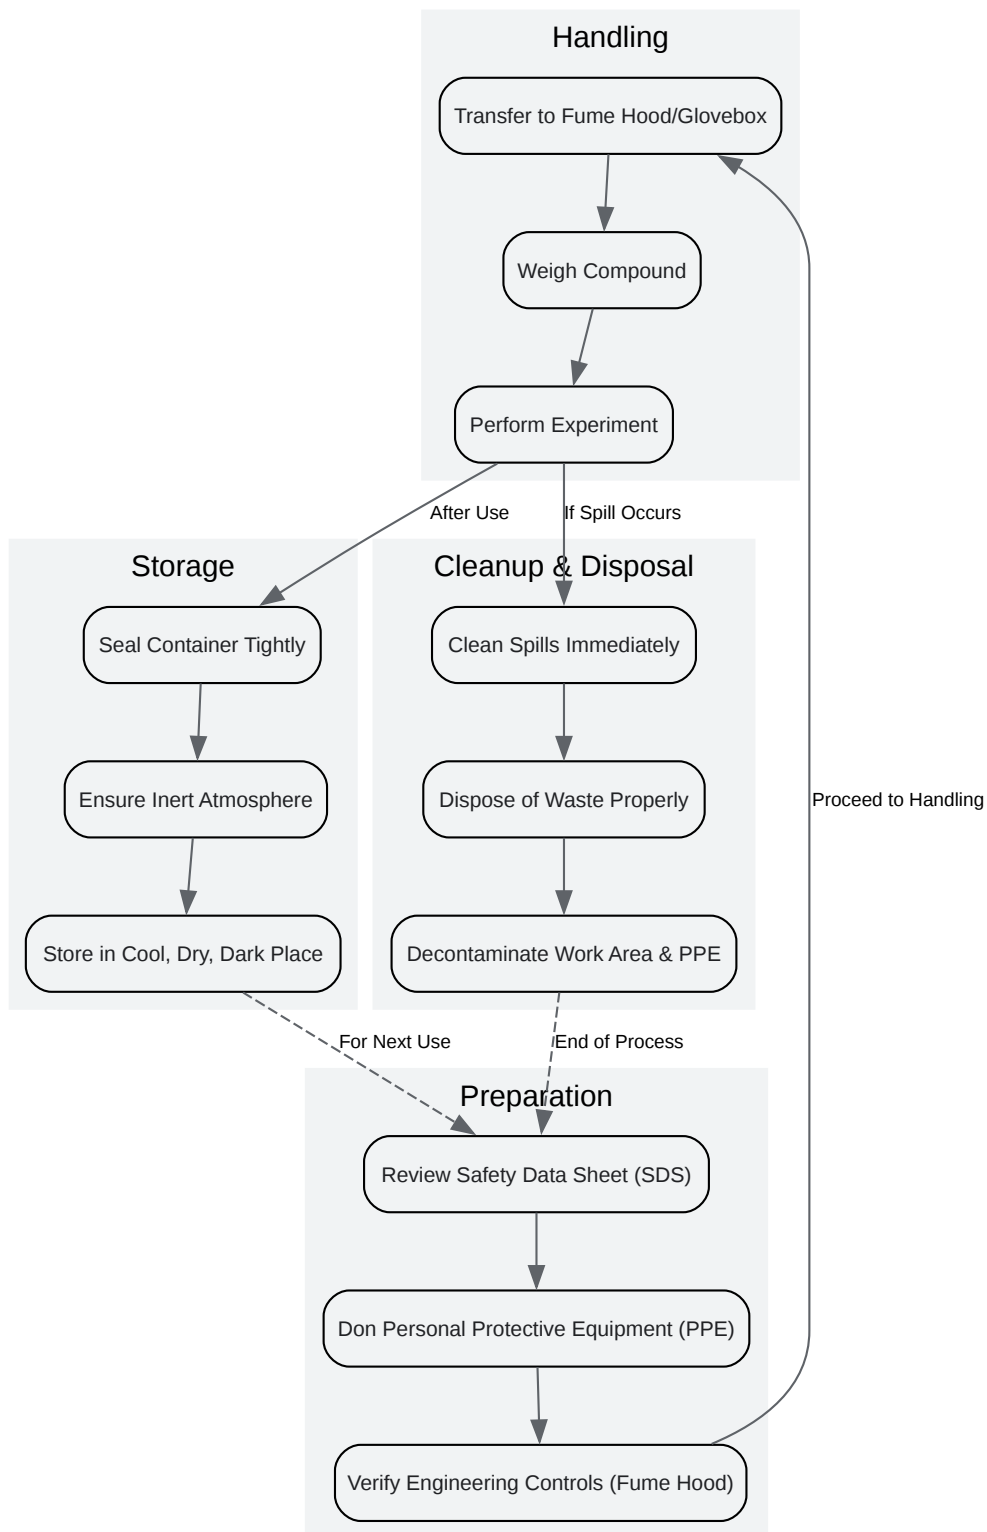 Handling
Transfer to Fume Hood/Glovebox
Weigh Compound
Perform Experiment
After Use
If Spill Occurs
Storage
Cleanup & Disposal
Seal Container Tightly
Clean Spills Immediately
Ensure Inert Atmosphere
Dispose of Waste Properly
Proceed to Handling
Store in Cool, Dry, Dark Place
Decontaminate Work Area & PPE
For Next Use
End of Process
Preparation
Review Safety Data Sheet (SDS)
Don Personal Protective Equipment (PPE)
Verify Engineering Controls (Fume Hood)